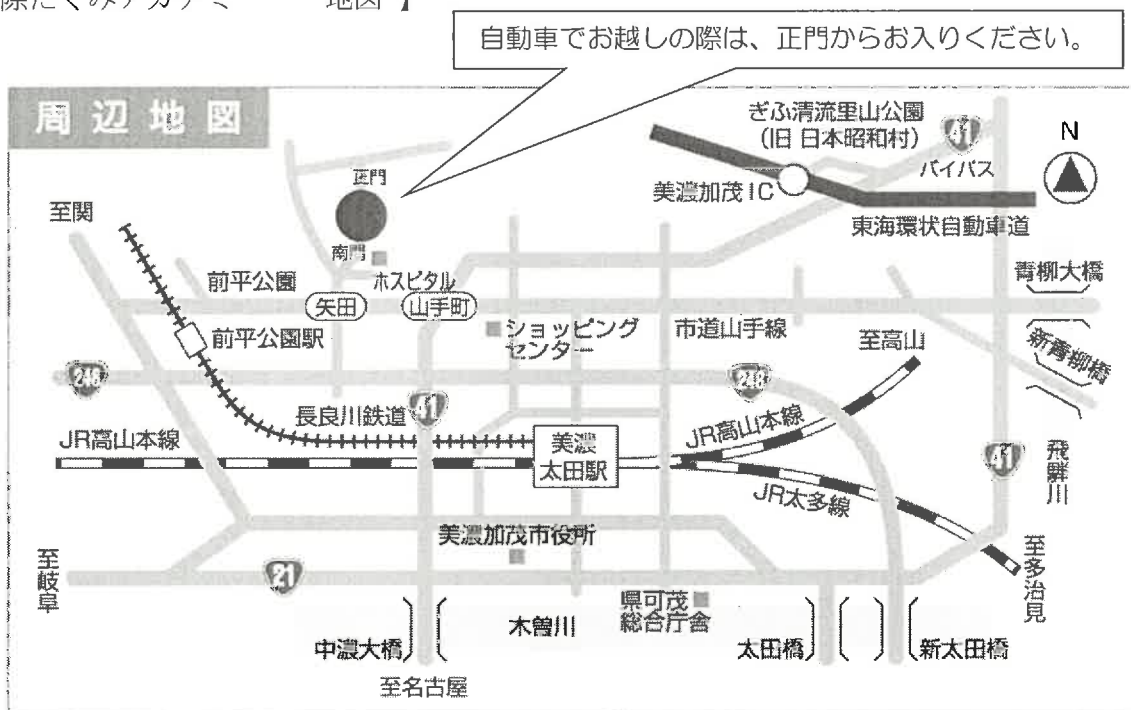 際たくみアカデミー 地図 】
自動車でお越しの際は、正門からお入りください。
周辺地図
ぎふ清流里山公園
(旧 日本昭和村)
41
バイパス
N
正門
美濃加茂IC
至関
東海環状自動車道
南門
ホスピタル
前平公園
青柳大橋
矢田
山手町
前平公園駅
ショッピング
センター
市道山手線
至高山
新青柳橋
248
248
長良川鉄道
41
JR高山本線
美濃
太田駅
JR高山本線
41
飛騨川
JR太多線
美濃加茂市役所
至岐阜
21
至多治見
県可茂
総合庁舎
木曽川
中濃大橋
太田橋
新太田橋
至名古屋